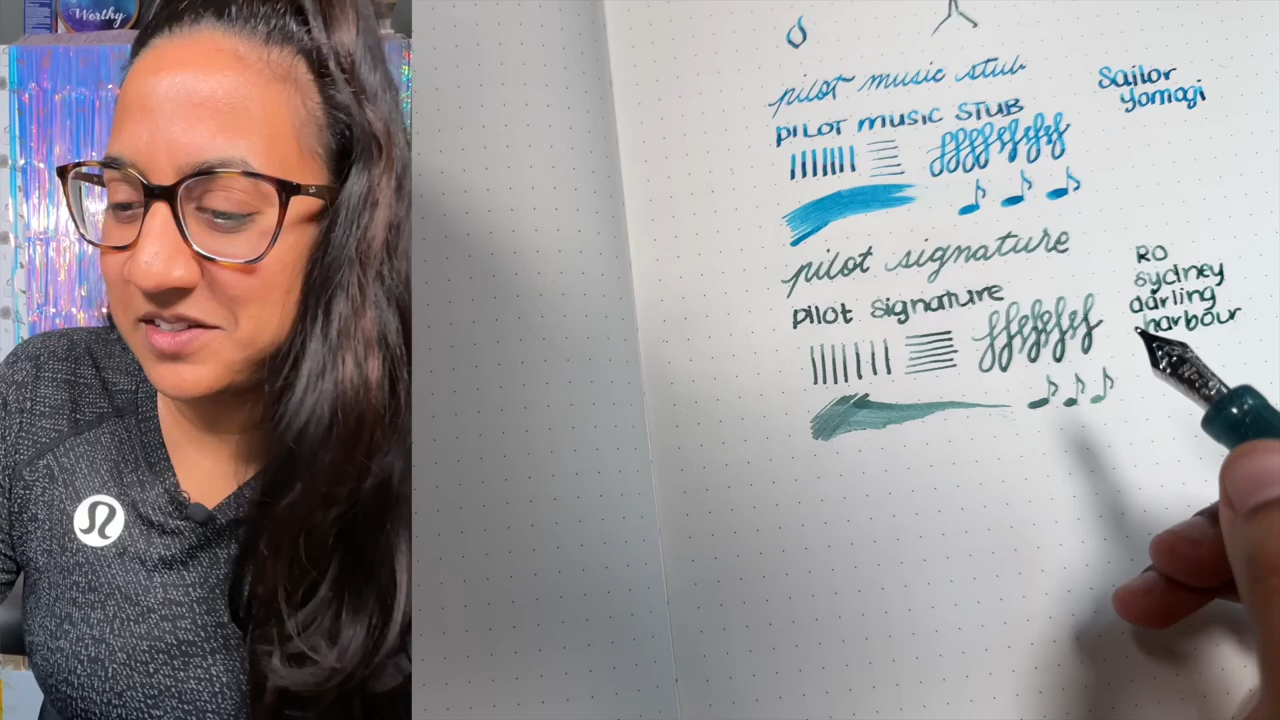 Worthy
pilot music stub
PILOT MUSIC STUB
Sailor
Yomogi
pilot signature
pilot signature
RO
sydney
darling
harbour